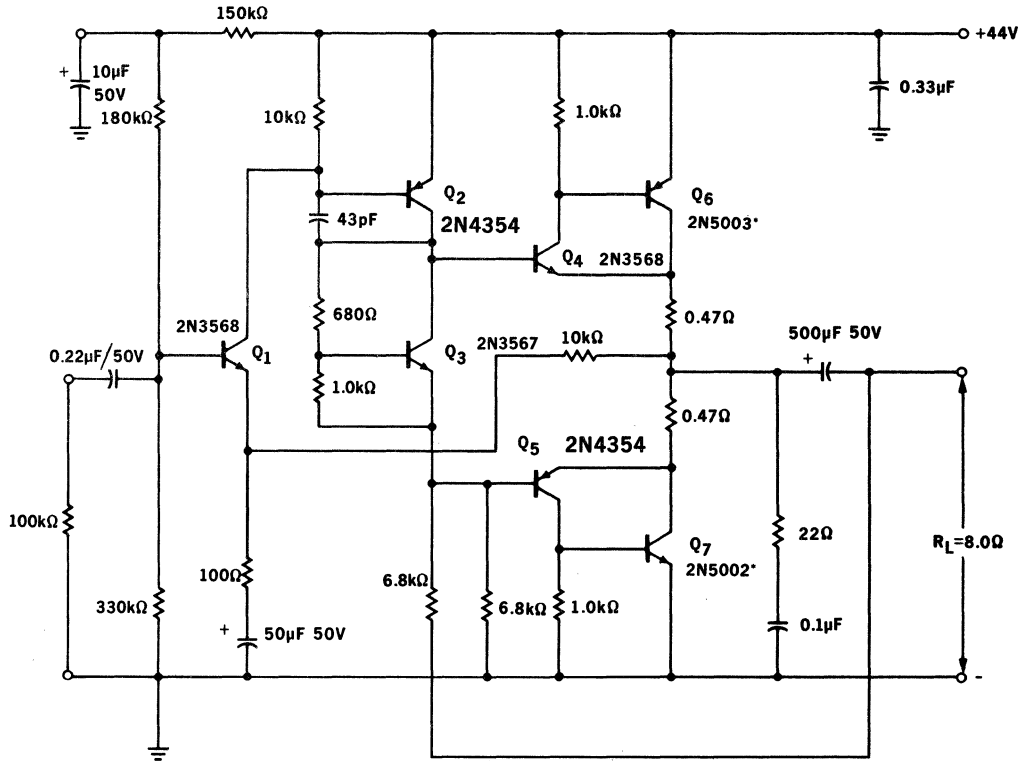 150kΩ
+44V
+ 10µF
50V
180kΩ
10kΩ
1.0kΩ
0.33µF
Q2
2N4354
43pF
Q6
2N5003*
Q4 2N3568
680Ω
0.47Ω
2N3568
Q1
Q3
2N3567
10kΩ
500µF 50V
+
0.22µF/50V
1.0kΩ
0.47Ω
Q5
2N4354
100kΩ
22Ω
RL=8.0Ω
Q7
2N5002*
100Ω
6.8kΩ
330kΩ
6.8kΩ
1.0kΩ
0.1µF
+ 50µF 50V
-